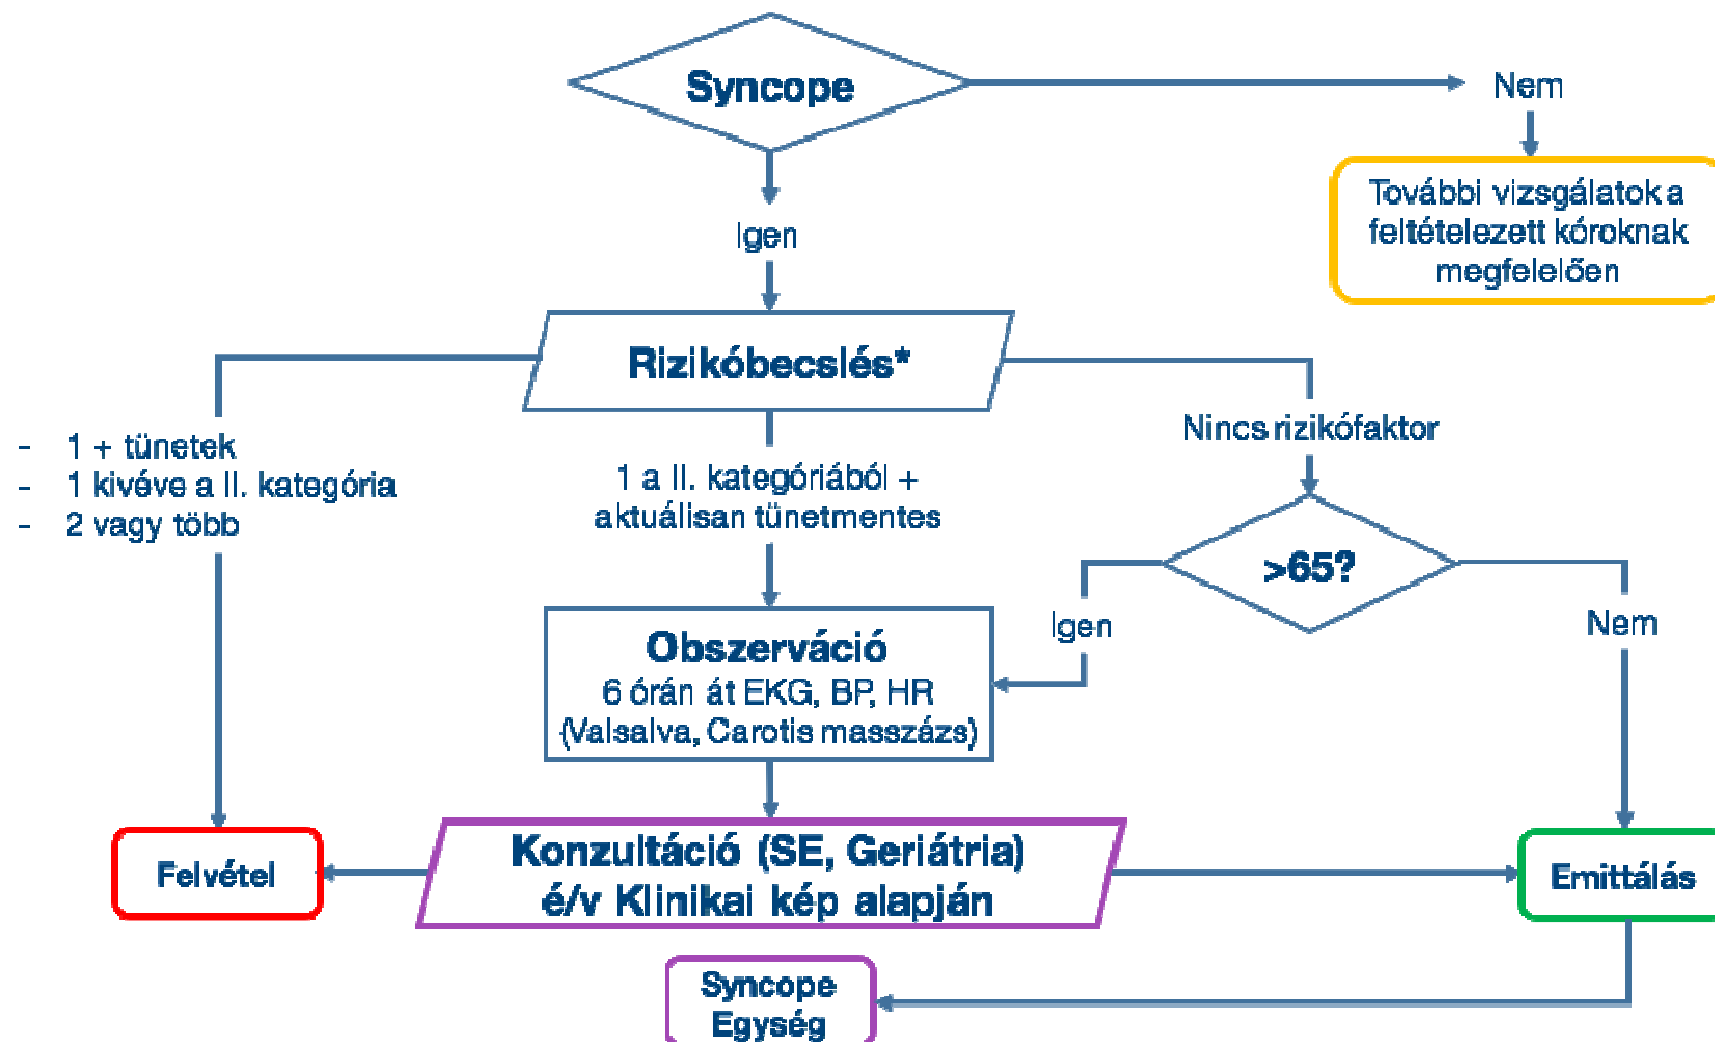 Syncope
Nem
További vizsgálatok a
feltételezett kóroknak
megfelelően
Igen
Rizikóbecslés*
- 1 + tünetek
- 1 kivéve a II. kategória
- 2 vagy több
1 a II. kategóriából +
aktuálisan tünetmentes
Nincs rizikófaktor
>65?
Igen
Nem
Obszerváció
6 órán át EKG, BP, HR
(Valsalva, Carotis masszázs)
Felvétel
Konzultáció (SE, Geriátria)
é/v Klinikai kép alapján
Emittálás
Syncope
Egység